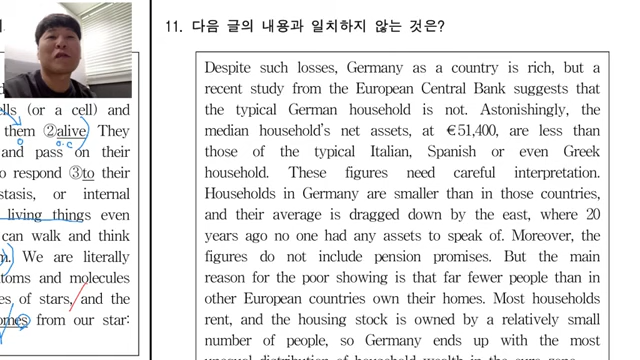 ells (or a cell) and
them ②alive They
o.c
and pass on their
o respond ③to their
stasis, or internal
living things even
can walk and think
m. We are literally
toms and molecules
es of stars, and the
omes from our star:
11. 다음 글의 내용과 일치하지 않는 것은?
Despite such losses, Germany as a country is rich, but a
recent study from the European Central Bank suggests that
the typical German household is not. Astonishingly, the
median household's net assets, at €51,400, are less than
those of the typical Italian, Spanish or even Greek
household. These figures need careful interpretation.
Households in Germany are smaller than in those countries,
and their average is dragged down by the east, where 20
years ago no one had any assets to speak of. Moreover, the
figures do not include pension promises. But the main
reason for the poor showing is that far fewer people than in
other European countries own their homes. Most households
rent, and the housing stock is owned by a relatively small
number of people, so Germany ends up with the most
unequal distribution of household wealth in the euro zone